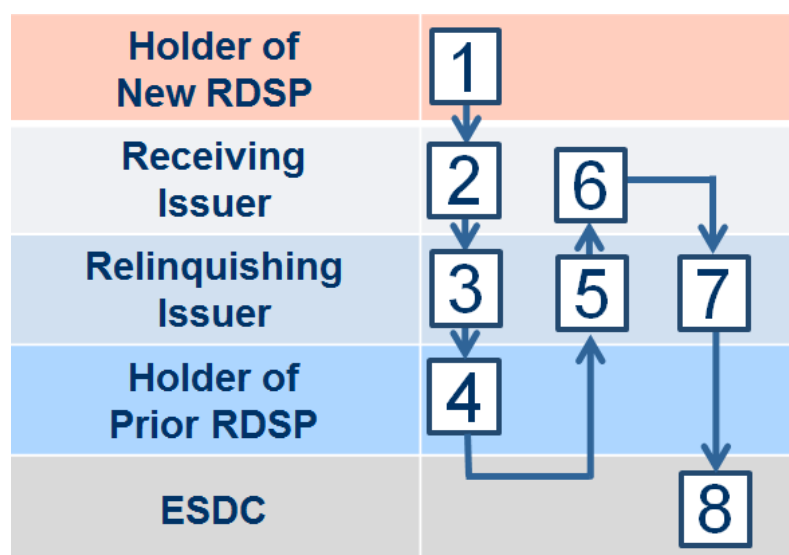 Holder of
New RDSP
1
Receiving
Issuer
2
6
Relinquishing
Issuer
3
5
7
Holder of
Prior RDSP
4
ESDC
8